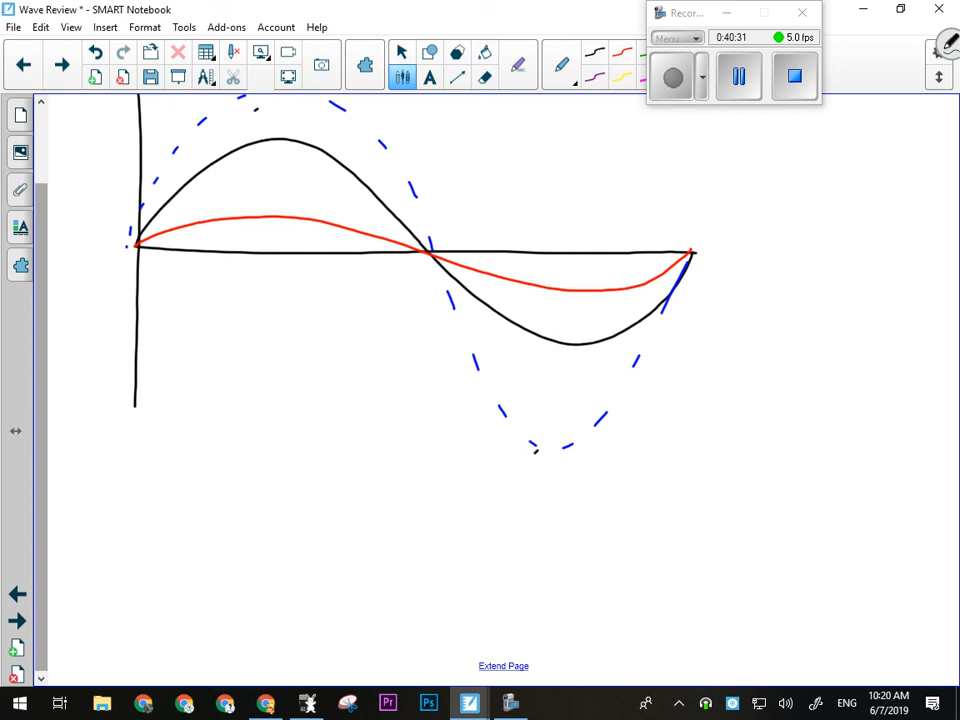 Wave Review * - SMART Notebook
File Edit View Insert Format Tools Add-ons Account Help
Recor...
Menu
0:40:31
5.0 fps
Extend Page
ENG
10:20 AM
6/7/2019